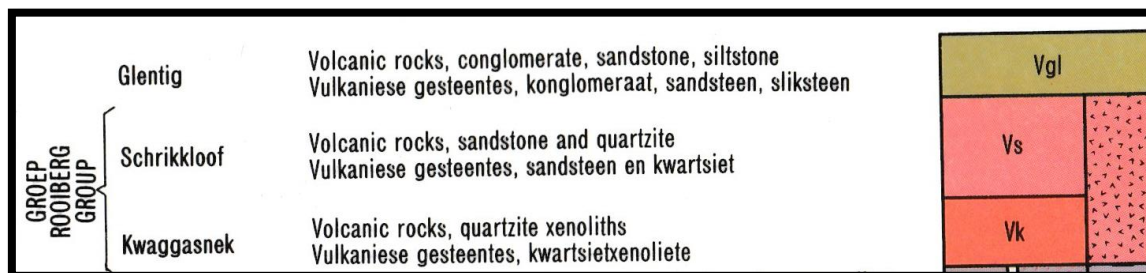 Glentig
Volcanic rocks, conglomerate, sandstone, siltstone
Vulkaniese gesteentes, konglomeraat, sandsteen, sliksteen
Vgl
GROEP
ROOIBERG
GROUP
Schrikkloof
Volcanic rocks, sandstone and quartzite
Vulkaniese gesteentes, sandsteen en kwartsiet
Vs
Kwaggasnek
Volcanic rocks, quartzite xenoliths
Vulkaniese gesteentes, kwartsietxenoliete
Vk